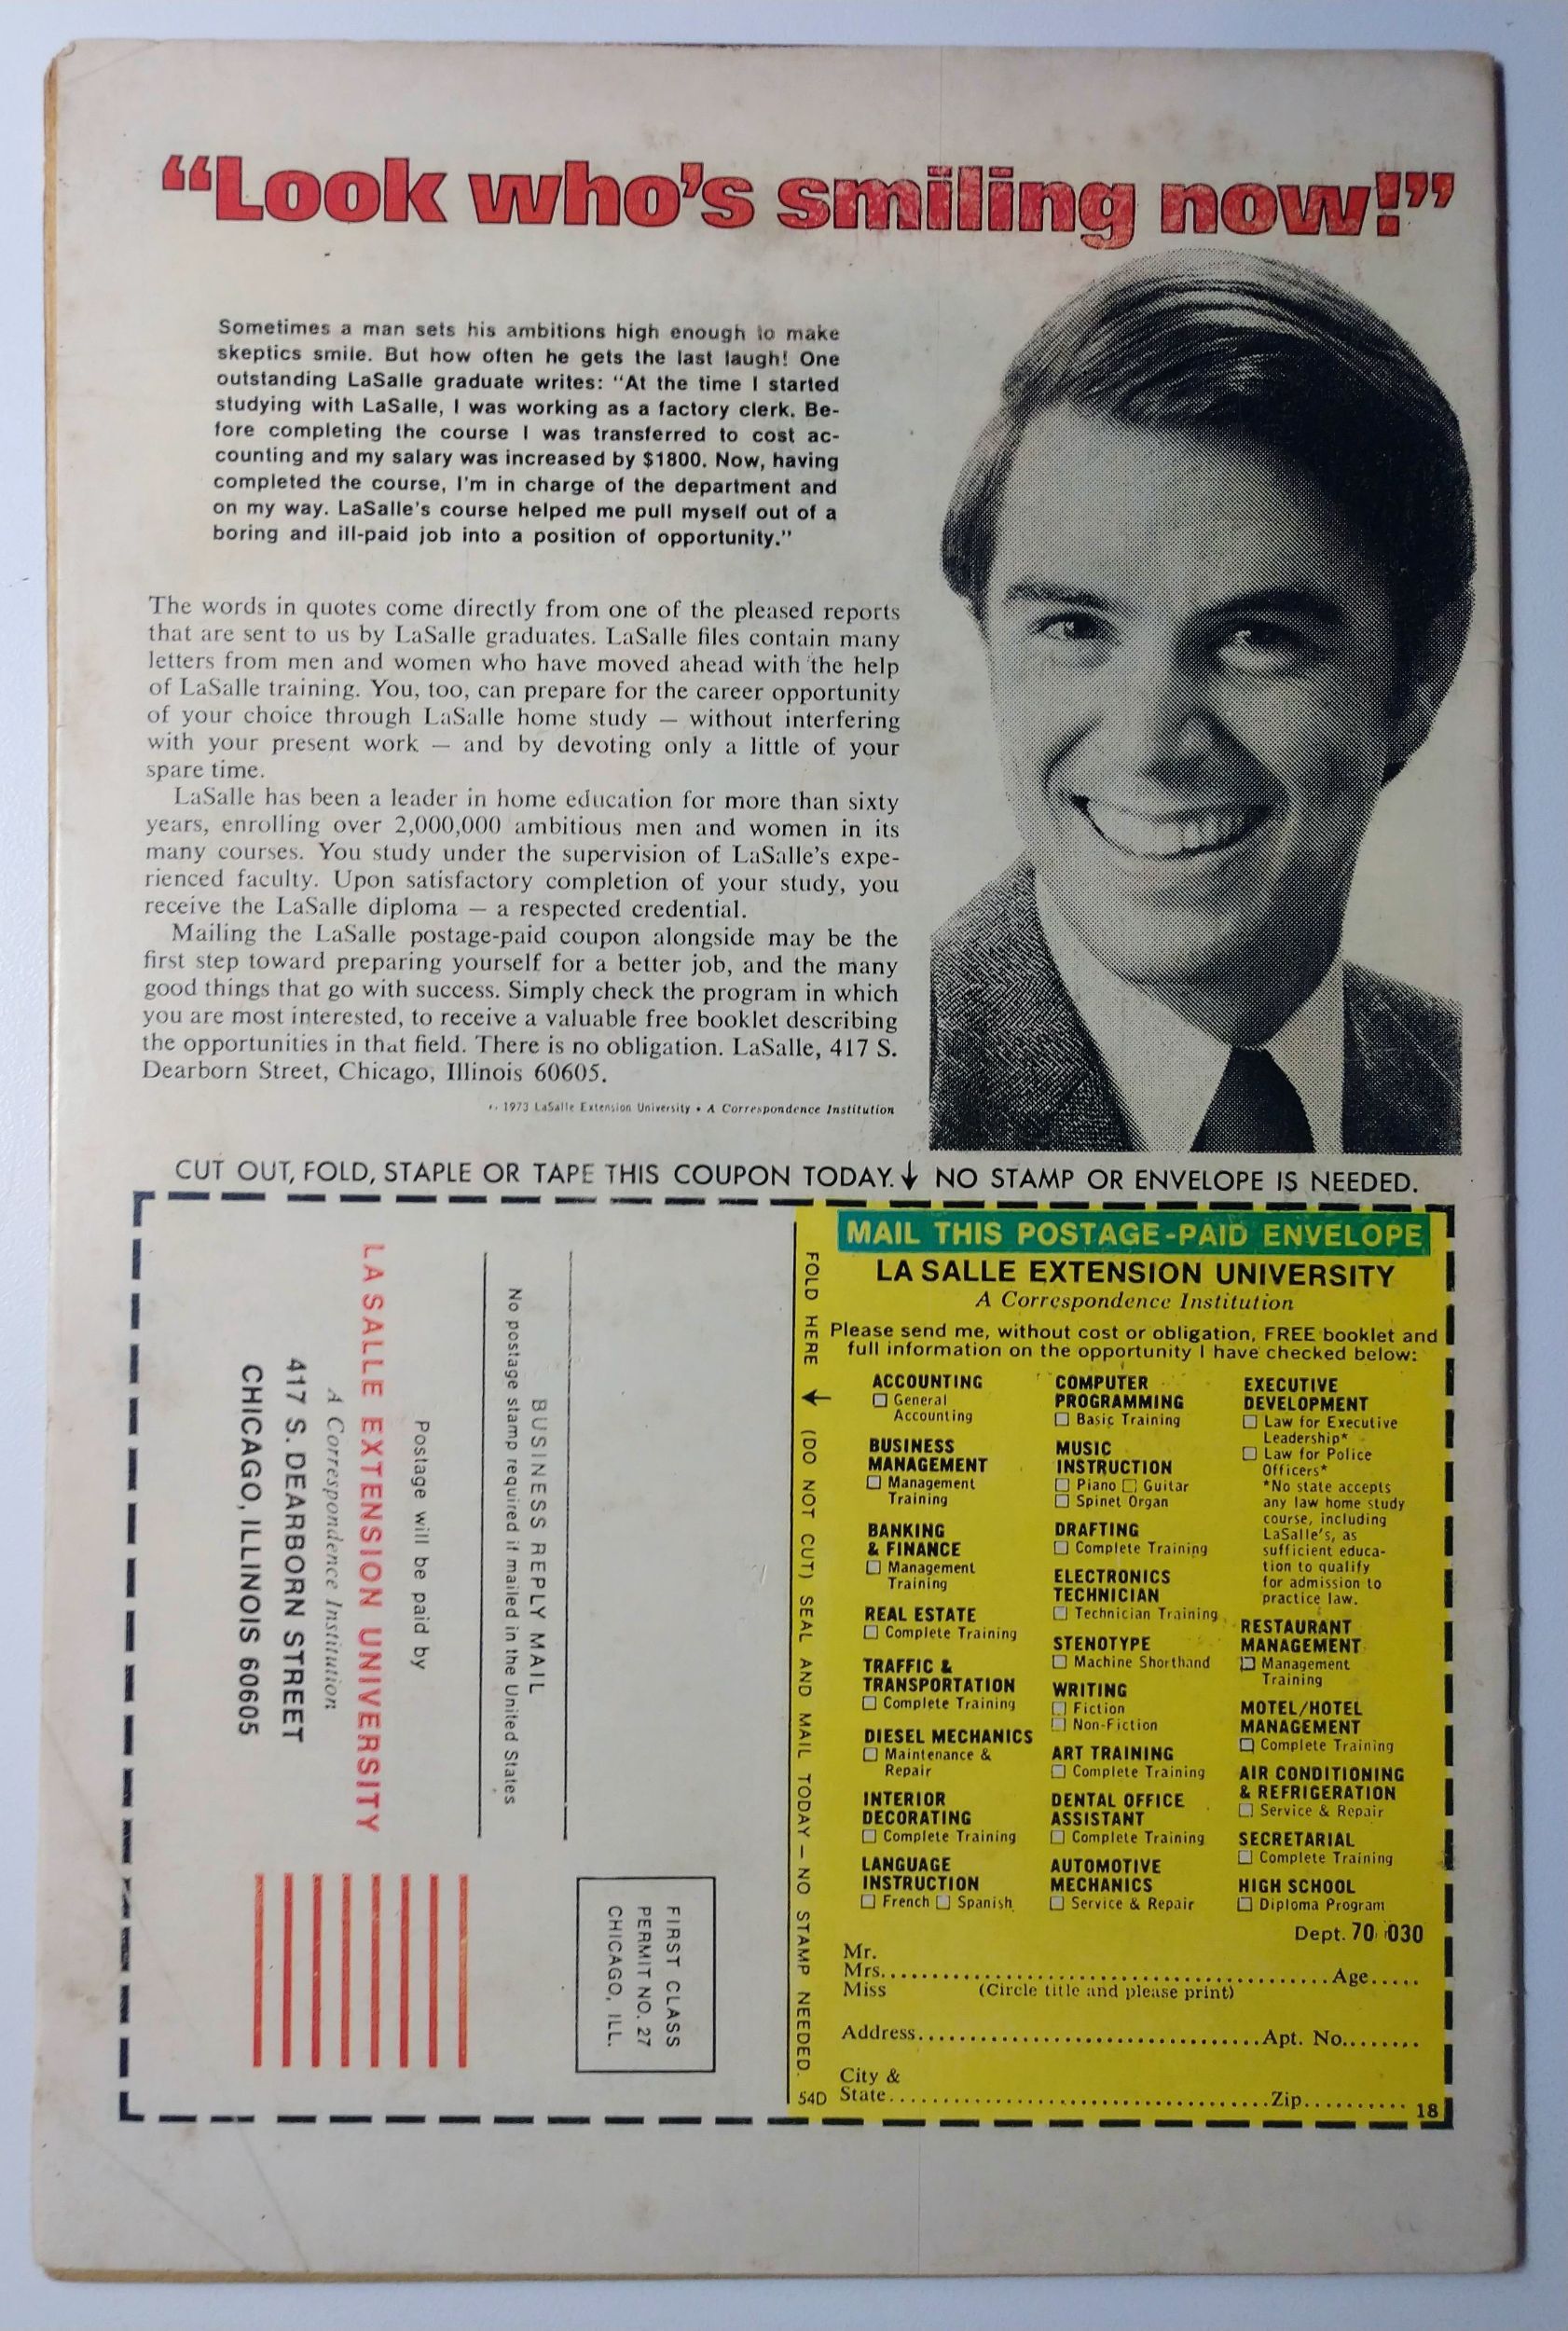 “Look who’s smiling now!”
Sometimes a man sets his ambitions high enough to make
skeptics smile. But how often he gets the last laugh! One
outstanding LaSalle graduate writes: “At the time I started
studying with LaSalle, I was working as a factory clerk. Be-
fore completing the course I was transferred to cost ac-
counting and my salary was increased by $1800. Now, having
completed the course, I'm in charge of the department and
on my way. LaSalle's course helped me pull myself out of a
boring and ill-paid job into a position of opportunity.”
The words in quotes come directly from one of the pleased reports
that are sent to us by LaSalle graduates. LaSalle files contain many
letters from men and women who have moved ahead with the help
of LaSalle training. You, too, can prepare for the career opportunity
of your choice through LaSalle home study — without interfering
with your present work — and by devoting only a little of your
spare time.
LaSalle has been a leader in home education for more than sixty
years, enrolling over 2,000,000 ambitious men and women in its
many courses. You study under the supervision of LaSalle's expe-
rienced faculty. Upon satisfactory completion of your study, you
receive the LaSalle diploma — a respected credential.
Mailing the LaSalle postage-paid coupon alongside may be the
first step toward preparing yourself for a better job, and the many
good things that go with success. Simply check the program in which
you are most interested, to receive a valuable free booklet describing
the opportunities in that field. There is no obligation. LaSalle, 417 S.
Dearborn Street, Chicago, Illinois 60605.
1973 LaSalle Extension University • A Correspondence Institution
CUT OUT, FOLD, STAPLE OR TAPE THIS COUPON TODAY.↓ NO STAMP OR ENVELOPE IS NEEDED.
FIRST CLASS
PERMIT NO. 27
CHICAGO, ILL.
BUSINESS REPLY MAIL
No postage stamp required if mailed in the United States
Postage will be paid by
LA SALLE EXTENSION UNIVERSITY
A Correspondence Institution
417 S. DEARBORN STREET
CHICAGO, ILLINOIS 60605
FOLD HERE ↓ (DO NOT CUT) SEAL AND MAIL TODAY — NO STAMP NEEDED.
54D
MAIL THIS POSTAGE-PAID ENVELOPE
LA SALLE EXTENSION UNIVERSITY
A Correspondence Institution
Please send me, without cost or obligation, FREE booklet and
full information on the opportunity I have checked below:
ACCOUNTING
☐ General
Accounting
BUSINESS
MANAGEMENT
☐ Management
Training
BANKING
& FINANCE
☐ Management
Training
REAL ESTATE
☐ Complete Training
TRAFFIC &
TRANSPORTATION
☐ Complete Training
DIESEL MECHANICS
☐ Maintenance &
Repair
INTERIOR
DECORATING
☐ Complete Training
LANGUAGE
INSTRUCTION
☐ French ☐ Spanish
COMPUTER
PROGRAMMING
☐ Basic Training
MUSIC
INSTRUCTION
☐ Piano ☐ Guitar
☐ Spinet Organ
DRAFTING
☐ Complete Training
ELECTRONICS
TECHNICIAN
☐ Technician Training
STENOTYPE
☐ Machine Shorthand
WRITING
☐ Fiction
☐ Non-Fiction
ART TRAINING
☐ Complete Training
DENTAL OFFICE
ASSISTANT
☐ Complete Training
AUTOMOTIVE
MECHANICS
☐ Service & Repair
EXECUTIVE
DEVELOPMENT
☐ Law for Executive
Leadership*
☐ Law for Police
Officers*
*No state accepts
any law home study
course, including
LaSalle's, as
sufficient educa-
tion to qualify
for admission to
practice law.
RESTAURANT
MANAGEMENT
☐ Management
Training
MOTEL/HOTEL
MANAGEMENT
☐ Complete Training
AIR CONDITIONING
& REFRIGERATION
☐ Service & Repair
SECRETARIAL
☐ Complete Training
HIGH SCHOOL
☐ Diploma Program
Dept. 70 030
Mr.
Mrs.......................................................Age.....
Miss (Circle title and please print)
Address...........................................Apt. No........
City &
State..............................................Zip..........
18